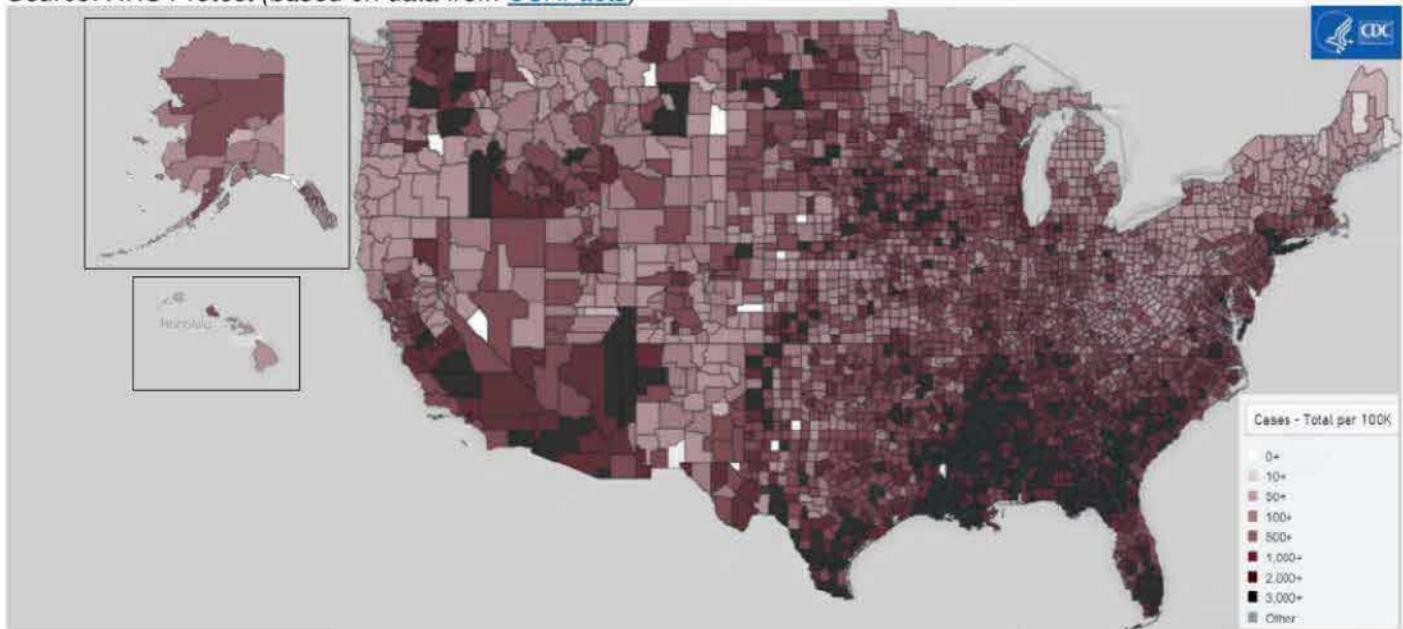 CDC
Honolulu
Cases - Total per 100K
0+
10+
50+
100+
500+
1,000+
2,000+
3,000+
Other